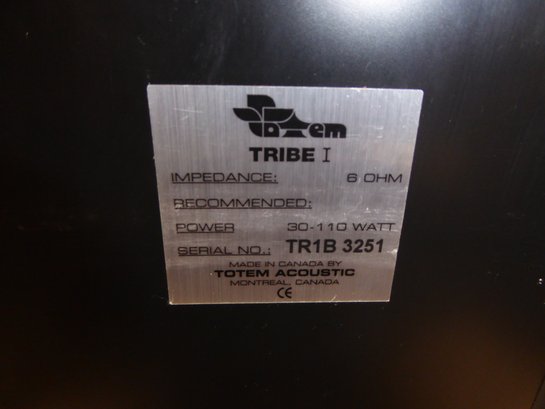 Totem
TRIBE I
IMPEDANCE: 6 OHM
RECOMMENDED:
POWER 30-110 WATT
SERIAL NO.: TR1B 3251
MADE IN CANADA BY
TOTEM ACOUSTIC
MONTREAL, CANADA
CE